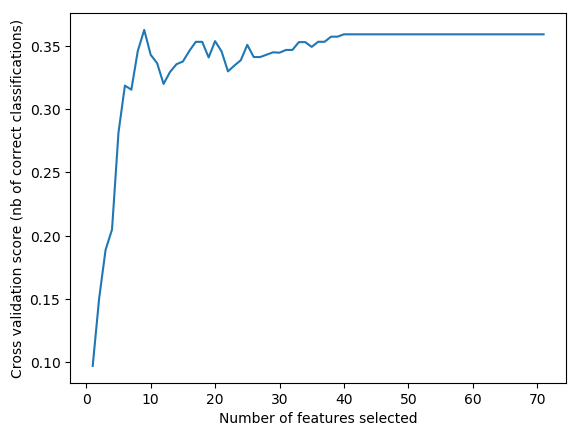 Cross validation score (nb of correct classifications)
0.35
0.30
0.25
0.20
0.15
0.10
0 10 20 30 40 50 60 70
Number of features selected